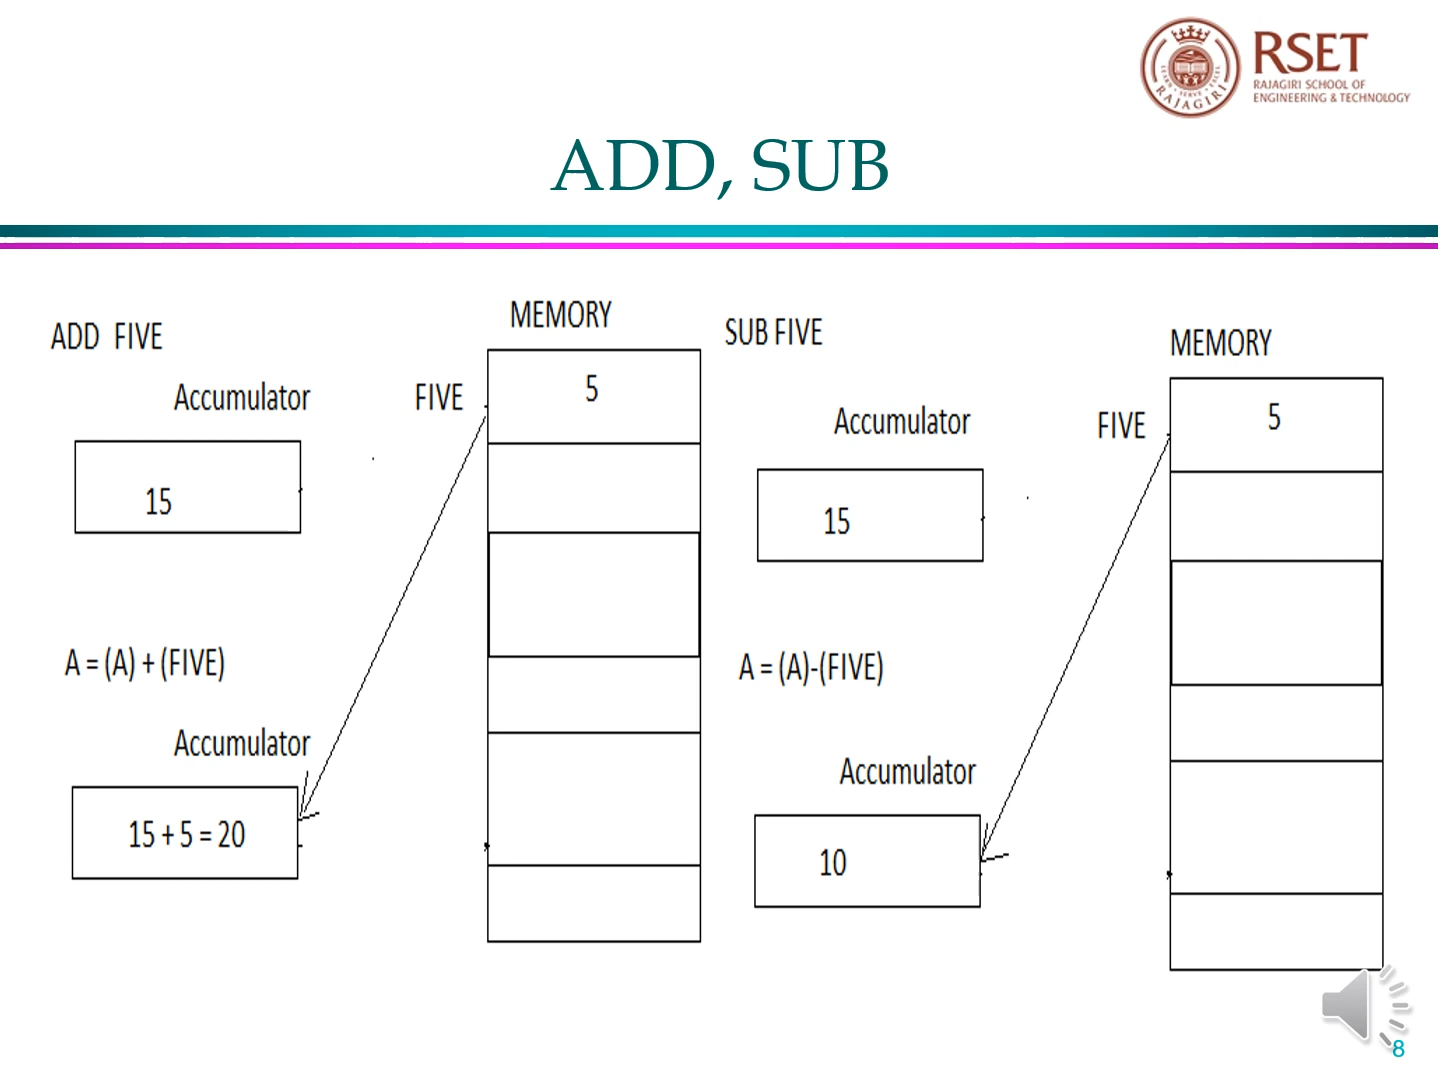 RSET
RAJAGIRI SCHOOL OF
ENGINEERING & TECHNOLOGY
RAJAGIRI
ADD, SUB
ADD FIVE
MEMORY
Accumulator
FIVE
5
15
A = (A) + (FIVE)
Accumulator
15 + 5 = 20
SUB FIVE
MEMORY
Accumulator
FIVE
5
15
A = (A)-(FIVE)
Accumulator
10
8